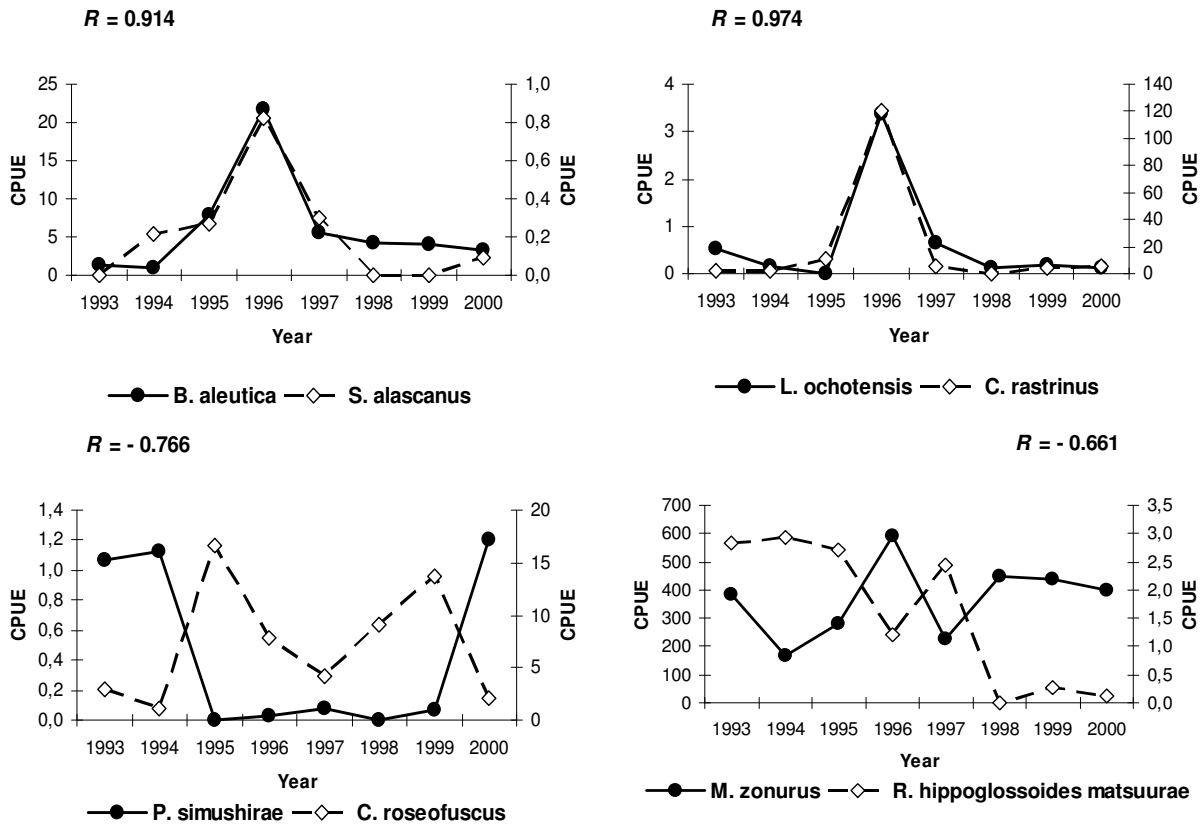 R = 0.914
25
20
15
10
5
0
CPUE
1,0
0,8
0,6
0,4
0,2
0,0
CPUE
1993 1994 1995 1996 1997 1998 1999 2000
Year
B. aleutica S. alascanus
R = 0.974
4
3
2
1
0
CPUE
140
120
100
80
60
40
20
0
CPUE
1993 1994 1995 1996 1997 1998 1999 2000
Year
L. ochotensis C. rastrinus
R = - 0.766
1,4
1,2
1,0
0,8
0,6
0,4
0,2
0,0
CPUE
20
15
10
5
0
CPUE
1993 1994 1995 1996 1997 1998 1999 2000
Year
P. simushirae C. roseofuscus
R = - 0.661
700
600
500
400
300
200
100
0
CPUE
3,5
3,0
2,5
2,0
1,5
1,0
0,5
0,0
CPUE
1993 1994 1995 1996 1997 1998 1999 2000
Year
M. zonurus R. hippoglossoides matsuurae